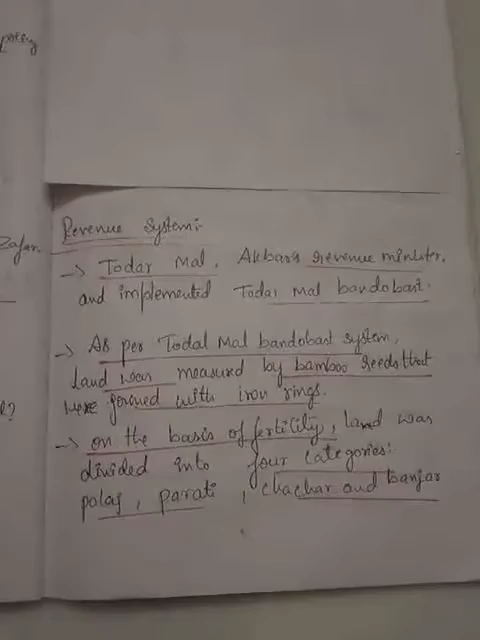 policy
Revenue System:
Zafar.
→ Todar Mal. Akbar's revenue minister.
and implemented Todar Mal bandobast.
→ As per Todal Mal bandobast system,
land was measured by bamboo reeds that
were joined with iron rings.
?
→ on the basis of fertility, land was
divided into four categories:
polaj, parati, chachar and banjar